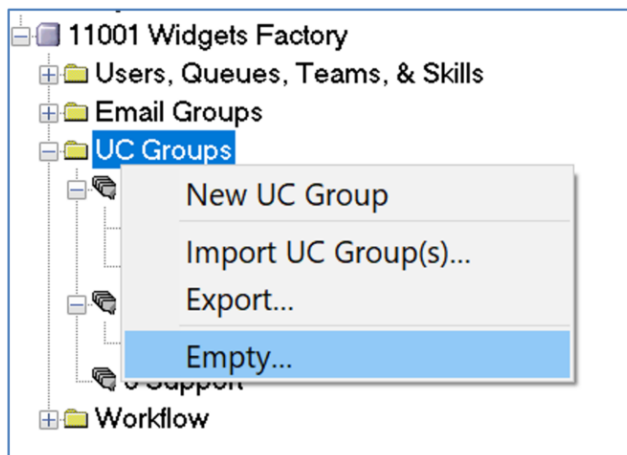 11001 Widgets Factory
Users, Queues, Teams, & Skills
Email Groups
UC Groups
New UC Group
Import UC Group(s)...
Export...
Empty...
Support
Workflow